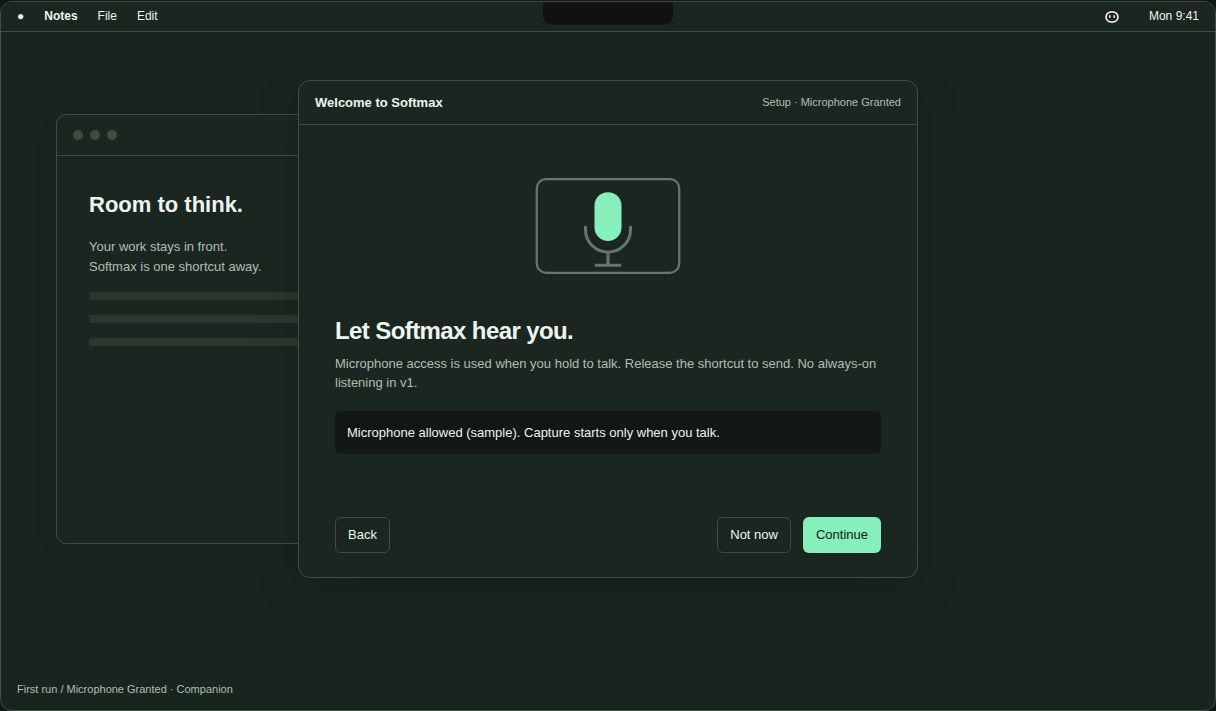 Notes File Edit
Mon 9:41
Welcome to Softmax
Setup · Microphone Granted
Room to think.
Your work stays in front.
Softmax is one shortcut away.
Let Softmax hear you.
Microphone access is used when you hold to talk. Release the shortcut to send. No always-on
listening in v1.
Microphone allowed (sample). Capture starts only when you talk.
Back
Not now
Continue
First run / Microphone Granted · Companion